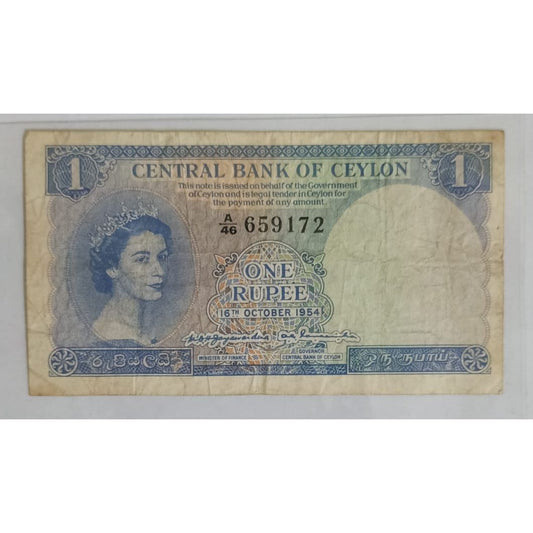 1 CENTRAL BANK OF CEYLON 1
This note is issued on behalf of the Government
of Ceylon and is legal tender in Ceylon for
the payment of any amount.
A/46 659172
ONE
RUPEE
16TH OCTOBER 1954
MINISTER OF FINANCE GOVERNOR
CENTRAL BANK OF CEYLON
රුපියලයි ஒரு ரூபாய்